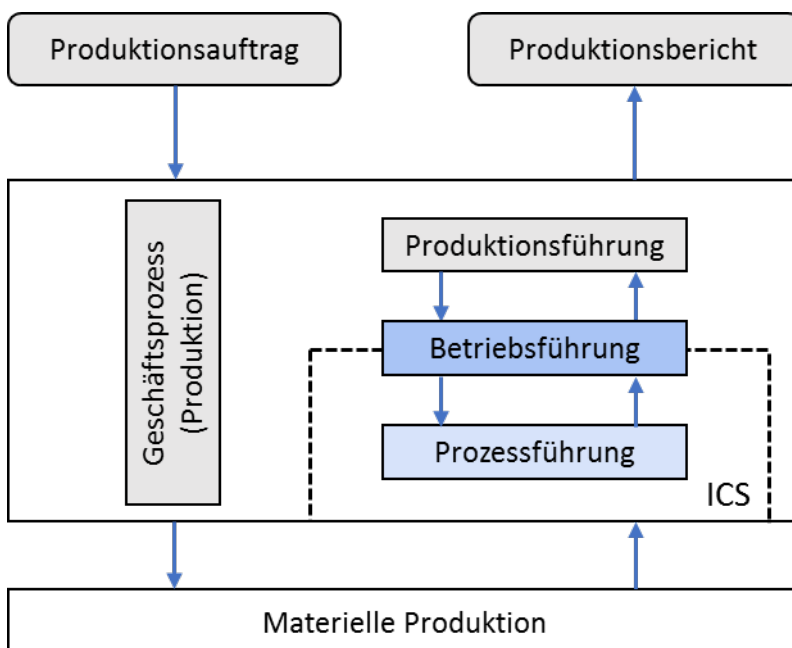 Produktionsauftrag
Produktionsbericht
Geschäftsprozess
(Produktion)
Produktionsführung
Betriebsführung
Prozessführung
ICS
Materielle Produktion